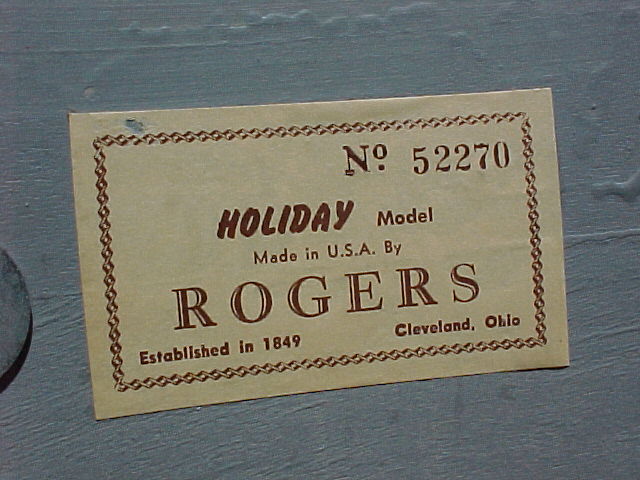 Nº 52270
HOLIDAY Model
Made in U.S.A. By
ROGERS
Established in 1849 Cleveland, Ohio